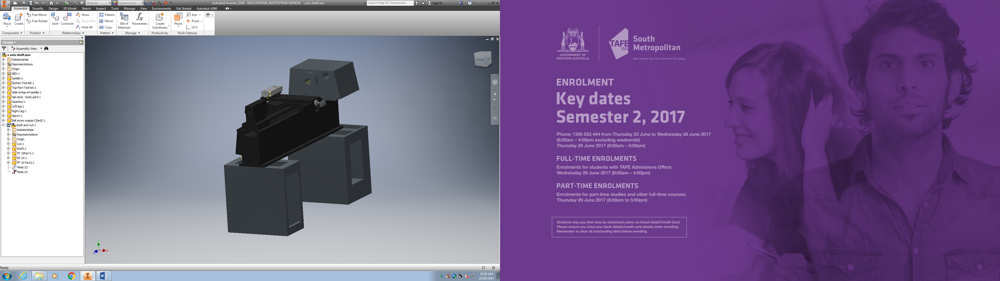 Material
Appearance
Autodesk Inventor 2016 - EDUCATIONAL INSTITUTION VERSION x axis shaft.iam
Search Help & Commands...
Sign In
Assemble Simplify Design 3D Model Sketch Inspect Tools Manage View Environments Get Started Autodesk A360
Place
Create
Free Move
Free Rotate
Joint
Constrain
Show
Show Sick
Hide All
Pattern
Mirror
Copy
Bill of
Materials
fx
Parameters
Create
Substitutes
Plane
Axis
Point
UCS
Component Position Relationships Pattern Manage Productivity Work Features
Model
Assembly View
x axis shaft.iam
Relationships
Representations
Origin
BED:1
saddle:1
Bottom-Tool-Bit:1
Top-Part-Tool-bit:1
slide-ontop-of-saddle:1
tail stock - body part:1
Gearbox:1
Left leg:1
Right Leg:1
Apron:1
Ball screw support [bed]:1
shaft and nut:1
Relationships
Representations
Origin
nut:1
shaft:1
FF 10Part1:1
EK 10:1
FF 10 Part2:1
Mate:22
Mate:23
FRONT
Y
Z
X
Ready
17 18
10:39 AM
21/06/2017
GOVERNMENT OF
WESTERN AUSTRALIA
TAFE
WA
South
Metropolitan
More courses. Part-time. Full-time. On campus.
ENROLMENT
Key dates
Semester 2, 2017
Phone: 1300 553 444 from Thursday 22 June to Wednesday 28 June 2017
(8:00am – 4:00pm excluding weekends)
Thursday 29 June 2017 (8:00am – 5:00pm)
FULL-TIME ENROLMENTS
Enrolments for students with TAFE Admissions Offers:
Wednesday 28 June 2017 (8:00am – 4:00pm)
PART-TIME ENROLMENTS
Enrolments for part-time studies and other full-time courses:
Thursday 29 June 2017 (8:00am to 5:00pm)
Students may pay their fees by instalment plans via Direct Debit/Credit Card.
Please ensure you have your bank details/credit card details when enrolling.
Remember to clear all outstanding debt before enrolling.